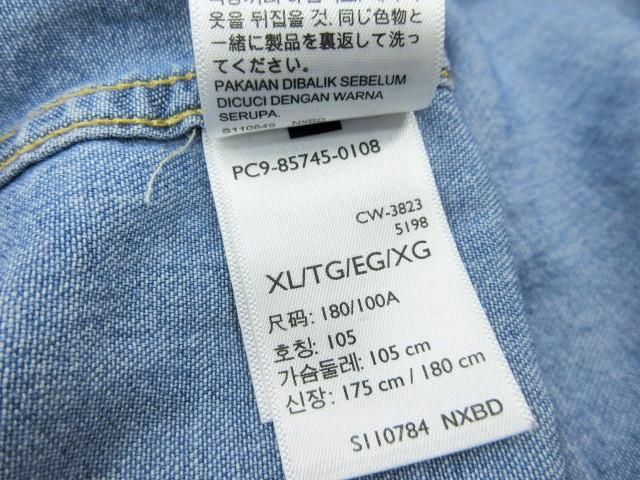 옷을 뒤집을 것. 同じ色物と
一緒に製品を裏返して洗っ
てください。
PAKAIAN DIBALIK SEBELUM
DICUCI DENGAN WARNA
SERUPA.
S110849 NXBD
PC9-85745-0108
CW-3823
5198
XL/TG/EG/XG
尺码: 180/100A
호칭: 105
가슴둘레: 105 cm
신장: 175 cm / 180 cm
S110784 NXBD